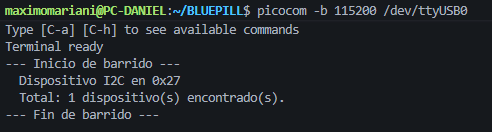 maximomariani@PC-DANIEL:~/BLUEPILL$ picocom -b 115200 /dev/ttyUSB0
Type [C-a] [C-h] to see available commands
Terminal ready
--- Inicio de barrido ---
  Dispositivo I2C en 0x27
  Total: 1 dispositivo(s) encontrado(s).
--- Fin de barrido ---